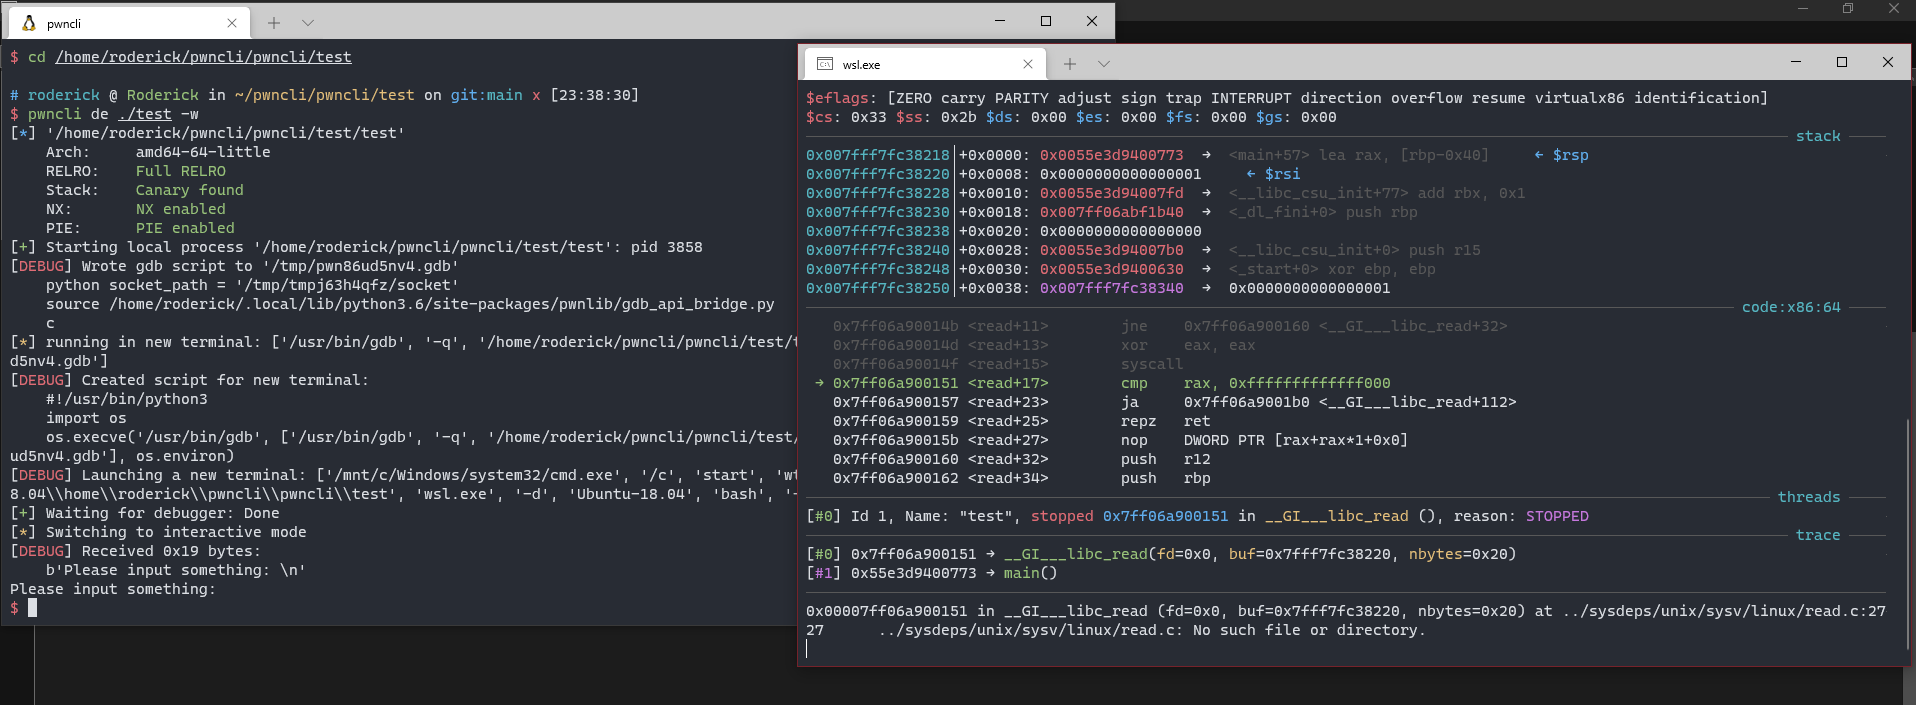 pwncli
$ cd /home/roderick/pwncli/pwncli/test
# roderick @ Roderick in ~/pwncli/pwncli/test on git:main x [23:38:30]
$ pwncli de ./test -w
[*] '/home/roderick/pwncli/pwncli/test/test'
    Arch:     amd64-64-little
    RELRO:    Full RELRO
    Stack:    Canary found
    NX:       NX enabled
    PIE:      PIE enabled
[+] Starting local process '/home/roderick/pwncli/pwncli/test/test': pid 3858
[DEBUG] Wrote gdb script to '/tmp/pwn86ud5nv4.gdb'
    python socket_path = '/tmp/tmpj63h4qfz/socket'
    source /home/roderick/.local/lib/python3.6/site-packages/pwnlib/gdb_api_bridge.py
    c
[*] running in new terminal: ['/usr/bin/gdb', '-q', '/home/roderick/pwncli/pwncli/test/t
d5nv4.gdb']
[DEBUG] Created script for new terminal:
    #!/usr/bin/python3
    import os
    os.execve('/usr/bin/gdb', ['/usr/bin/gdb', '-q', '/home/roderick/pwncli/pwncli/test/
ud5nv4.gdb'], os.environ)
[DEBUG] Launching a new terminal: ['/mnt/c/Windows/system32/cmd.exe', '/c', 'start', 'wt
8.04\\home\\roderick\\pwncli\\pwncli\\test', 'wsl.exe', '-d', 'Ubuntu-18.04', 'bash', '-
[+] Waiting for debugger: Done
[*] Switching to interactive mode
[DEBUG] Received 0x19 bytes:
    b'Please input something: \n'
Please input something:
$
wsl.exe
$eflags: [ZERO carry PARITY adjust sign trap INTERRUPT direction overflow resume virtualx86 identification]
$cs: 0x33 $ss: 0x2b $ds: 0x00 $es: 0x00 $fs: 0x00 $gs: 0x00
stack
0x007fff7fc38218│+0x0000: 0x0055e3d9400773  →  <main+57> lea rax, [rbp-0x40]     ← $rsp
0x007fff7fc38220│+0x0008: 0x0000000000000001     ← $rsi
0x007fff7fc38228│+0x0010: 0x0055e3d94007fd  →  <__libc_csu_init+77> add rbx, 0x1
0x007fff7fc38230│+0x0018: 0x007ff06abf1b40  →  <_dl_fini+0> push rbp
0x007fff7fc38238│+0x0020: 0x0000000000000000
0x007fff7fc38240│+0x0028: 0x0055e3d94007b0  →  <__libc_csu_init+0> push r15
0x007fff7fc38248│+0x0030: 0x0055e3d9400630  →  <_start+0> xor ebp, ebp
0x007fff7fc38250│+0x0038: 0x007fff7fc38340  →  0x0000000000000001
code:x86:64
   0x7ff06a90014b <read+11>        jne    0x7ff06a900160 <__GI___libc_read+32>
   0x7ff06a90014d <read+13>        xor    eax, eax
   0x7ff06a90014f <read+15>        syscall
 → 0x7ff06a900151 <read+17>        cmp    rax, 0xfffffffffffff000
   0x7ff06a900157 <read+23>        ja     0x7ff06a9001b0 <__GI___libc_read+112>
   0x7ff06a900159 <read+25>        repz   ret
   0x7ff06a90015b <read+27>        nop    DWORD PTR [rax+rax*1+0x0]
   0x7ff06a900160 <read+32>        push   r12
   0x7ff06a900162 <read+34>        push   rbp
threads
[#0] Id 1, Name: "test", stopped 0x7ff06a900151 in __GI___libc_read (), reason: STOPPED
trace
[#0] 0x7ff06a900151 → __GI___libc_read(fd=0x0, buf=0x7fff7fc38220, nbytes=0x20)
[#1] 0x55e3d9400773 → main()
0x00007ff06a900151 in __GI___libc_read (fd=0x0, buf=0x7fff7fc38220, nbytes=0x20) at ../sysdeps/unix/sysv/linux/read.c:27
27      ../sysdeps/unix/sysv/linux/read.c: No such file or directory.